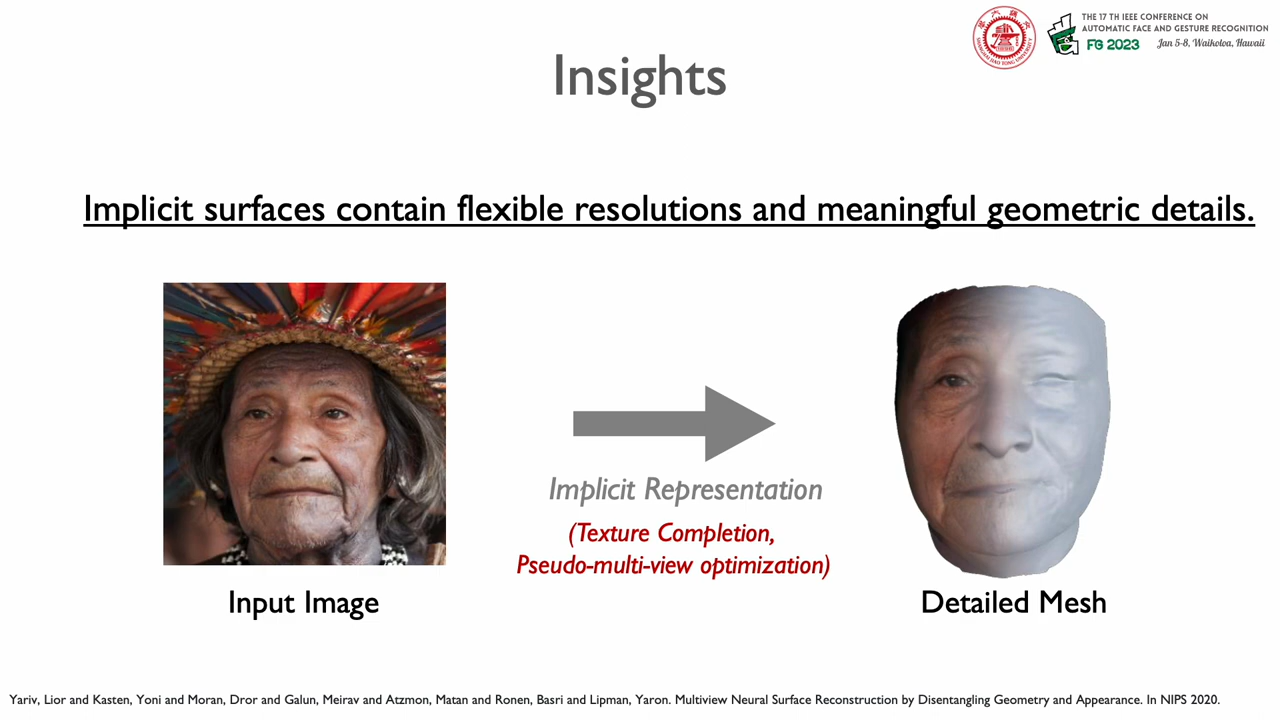 THE 17 TH IEEE CONFERENCE ON
AUTOMATIC FACE AND GESTURE RECOGNITION
FG 2023 Jan 5-8, Waikoloa, Hawaii
Insights
Implicit surfaces contain flexible resolutions and meaningful geometric details.
Implicit Representation
(Texture Completion,
Pseudo-multi-view optimization)
Input Image
Detailed Mesh
Yariv, Lior and Kasten, Yoni and Moran, Dror and Galun, Meirav and Atzmon, Matan and Ronen, Basri and Lipman, Yaron. Multiview Neural Surface Reconstruction by Disentangling Geometry and Appearance. In NIPS 2020.